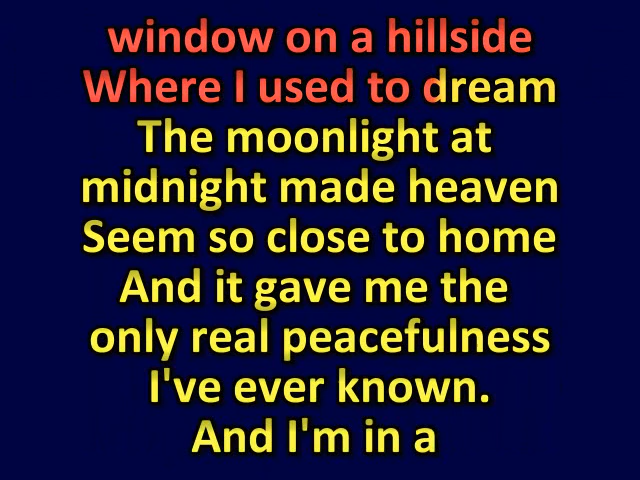 window on a hillside
Where I used to dream
The moonlight at
midnight made heaven
Seem so close to home
And it gave me the
only real peacefulness
I've ever known.
And I'm in a